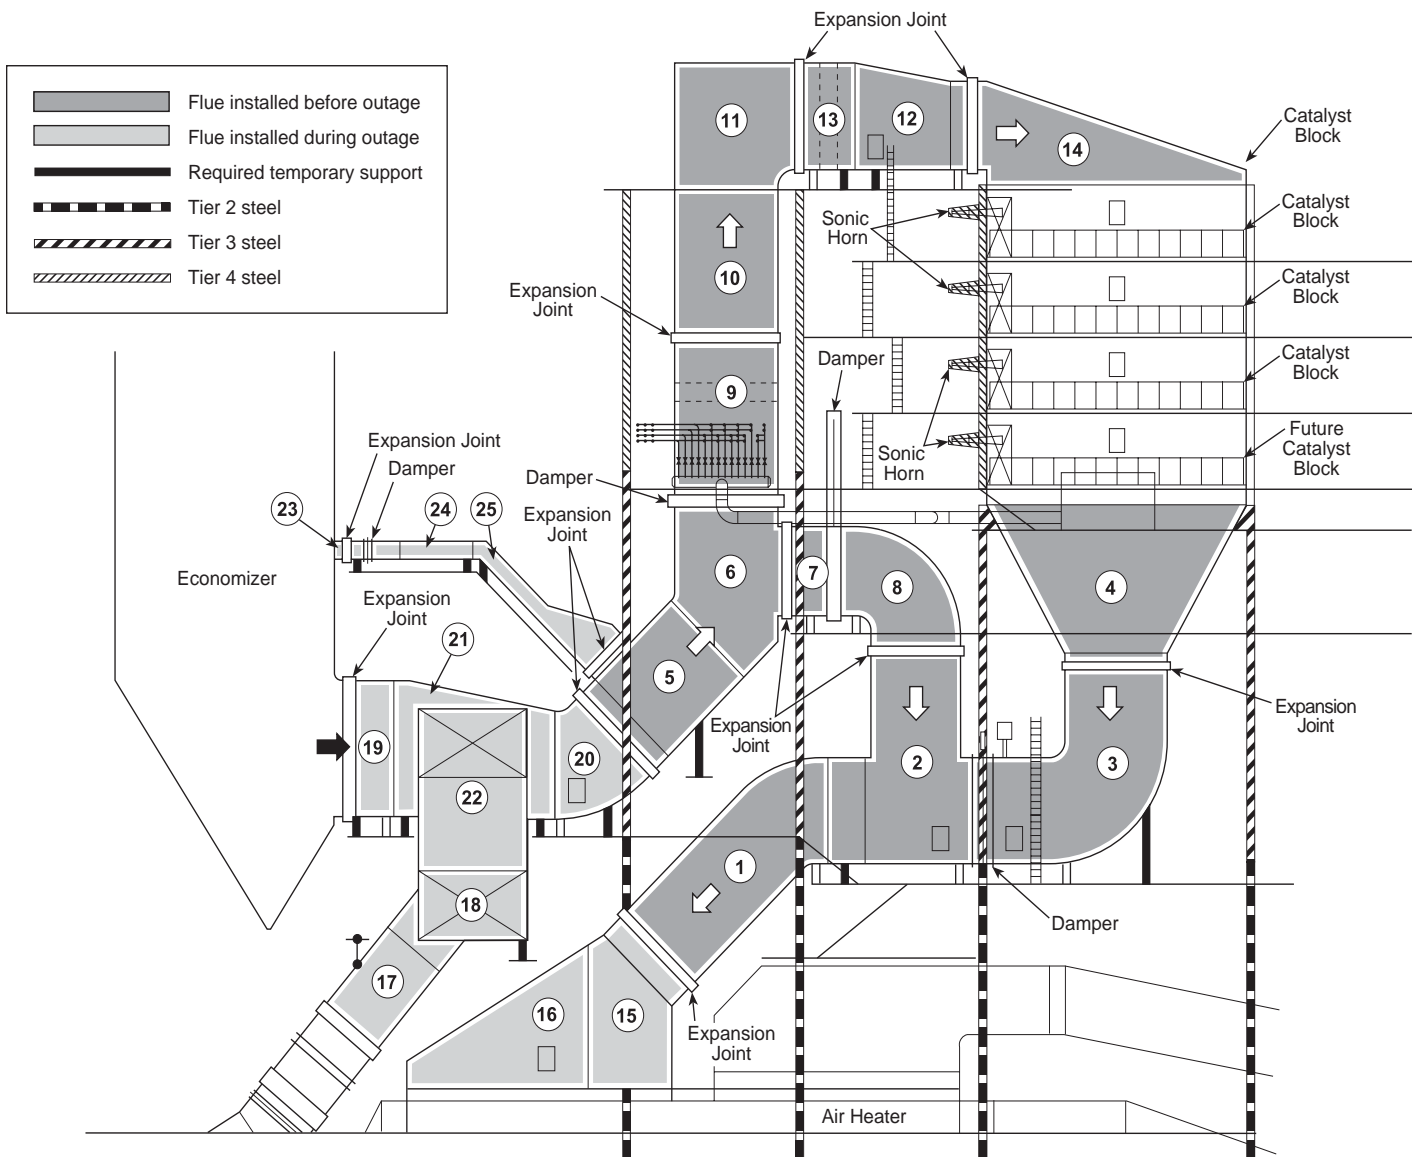 Expansion Joint
Flue installed before outage
Flue installed during outage
Required temporary support
Tier 2 steel
Tier 3 steel
Tier 4 steel
11
13
12
14
Catalyst
Block
Catalyst
Block
Sonic
Horn
10
Catalyst
Block
Expansion
Joint
Damper
Catalyst
Block
9
Expansion Joint
Damper
Sonic
Horn
Future
Catalyst
Block
Damper
23
24
25
Expansion
Joint
Economizer
6
7
8
4
Expansion
Joint
21
5
Expansion
Joint
Expansion
Joint
19
20
22
2
3
1
18
Damper
17
16
15
Expansion
Joint
Air Heater